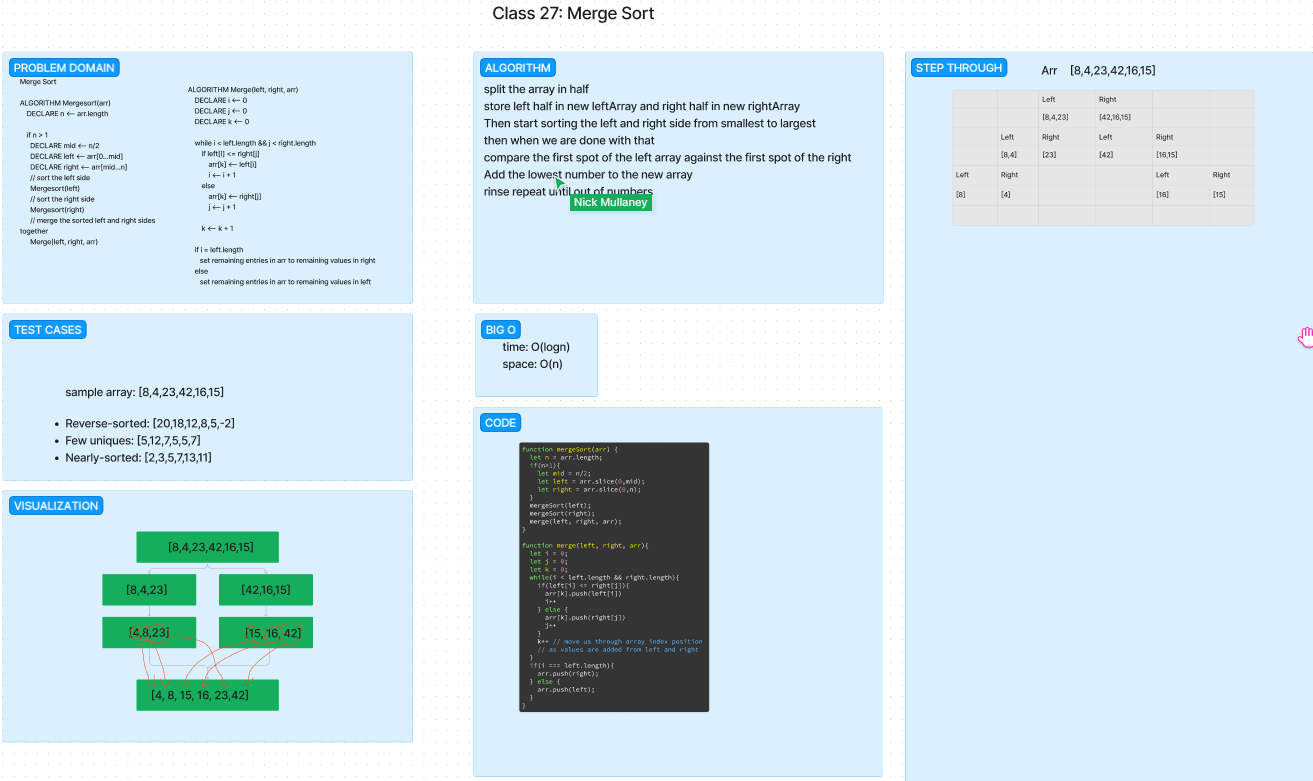 Class 27: Merge Sort
PROBLEM DOMAIN
Merge Sort
ALGORITHM Mergesort(arr)
DECLARE n <-- arr.length
if n > 1
DECLARE mid <-- n/2
DECLARE left <-- arr[0...mid]
DECLARE right <-- arr[mid...n]
// sort the left side
Mergesort(left)
// sort the right side
Mergesort(right)
// merge the sorted left and right sides
together
Merge(left, right, arr)
ALGORITHM Merge(left, right, arr)
DECLARE i <-- 0
DECLARE j <-- 0
DECLARE k <-- 0
while i < left.length && j < right.length
if left[i] <= right[j]
arr[k] <-- left[i]
i <-- i + 1
else
arr[k] <-- right[j]
j <-- j + 1
k <-- k + 1
if i = left.length
set remaining entries in arr to remaining values in right
else
set remaining entries in arr to remaining values in left
ALGORITHM
split the array in half
store left half in new leftArray and right half in new rightArray
Then start sorting the left and right side from smallest to largest
then when we are done with that
compare the first spot of the left array against the first spot of the right
Add the lowest number to the new array
rinse repeat until out of numbers
Nick Mullaney
STEP THROUGH
Arr [8,4,23,42,16,15]
Left Right
[8,4,23] [42,16,15]
Left Right Left Right
[8,4] [23] [42] [16,15]
Left Right Left Right
[8] [4] [16] [15]
TEST CASES
sample array: [8,4,23,42,16,15]
• Reverse-sorted: [20,18,12,8,5,-2]
• Few uniques: [5,12,7,5,5,7]
• Nearly-sorted: [2,3,5,7,13,11]
BIG O
time: O(logn)
space: O(n)
VISUALIZATION
[8,4,23,42,16,15]
[8,4,23] [42,16,15]
[4,8,23] [15, 16, 42]
[4, 8, 15, 16, 23,42]
CODE
function mergeSort(arr) {
let n = arr.length;
if(n>1){
let mid = n/2;
let left = arr.slice(0,mid);
let right = arr.slice(0,n);
}
mergeSort(left);
mergeSort(right);
merge(left, right, arr);
}
function merge(left, right, arr){
let i = 0;
let j = 0;
let k = 0;
while(i < left.length && right.length){
if(left[i] <= right[j]){
arr[k].push(left[i])
i++
} else {
arr[k].push(right[j])
j++
}
k++ // move us through array index position
// as values are added from left and right
}
if(i === left.length){
arr.push(right);
} else {
arr.push(left);
}
}